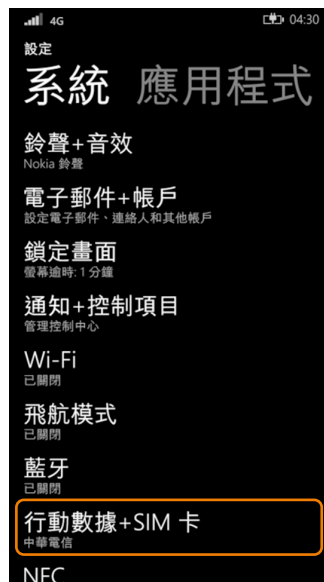 4G 04:30
設定
系統 應用程式
鈴聲+音效
Nokia 鈴聲
電子郵件+帳戶
設定電子郵件、連絡人和其他帳戶
鎖定畫面
螢幕逾時: 1 分鐘
通知+控制項目
管理控制中心
Wi-Fi
已關閉
飛航模式
已關閉
藍牙
已關閉
行動數據+SIM 卡
中華電信
NFC